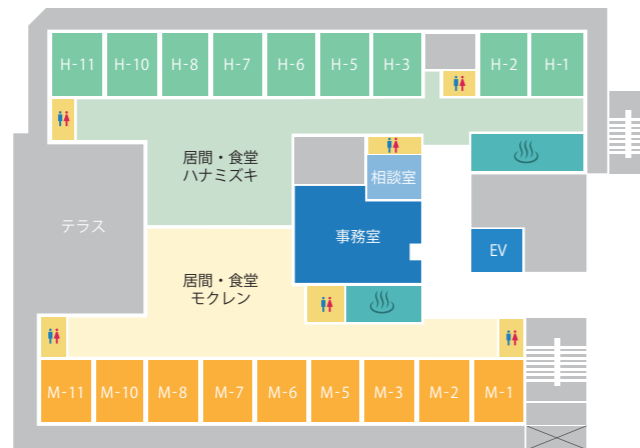 H-11 H-10 H-8 H-7 H-6 H-5 H-3 H-2 H-1
居間・食堂
ハナミズキ
相談室
テラス
事務室
EV
居間・食堂
モクレン
M-11 M-10 M-8 M-7 M-6 M-5 M-3 M-2 M-1